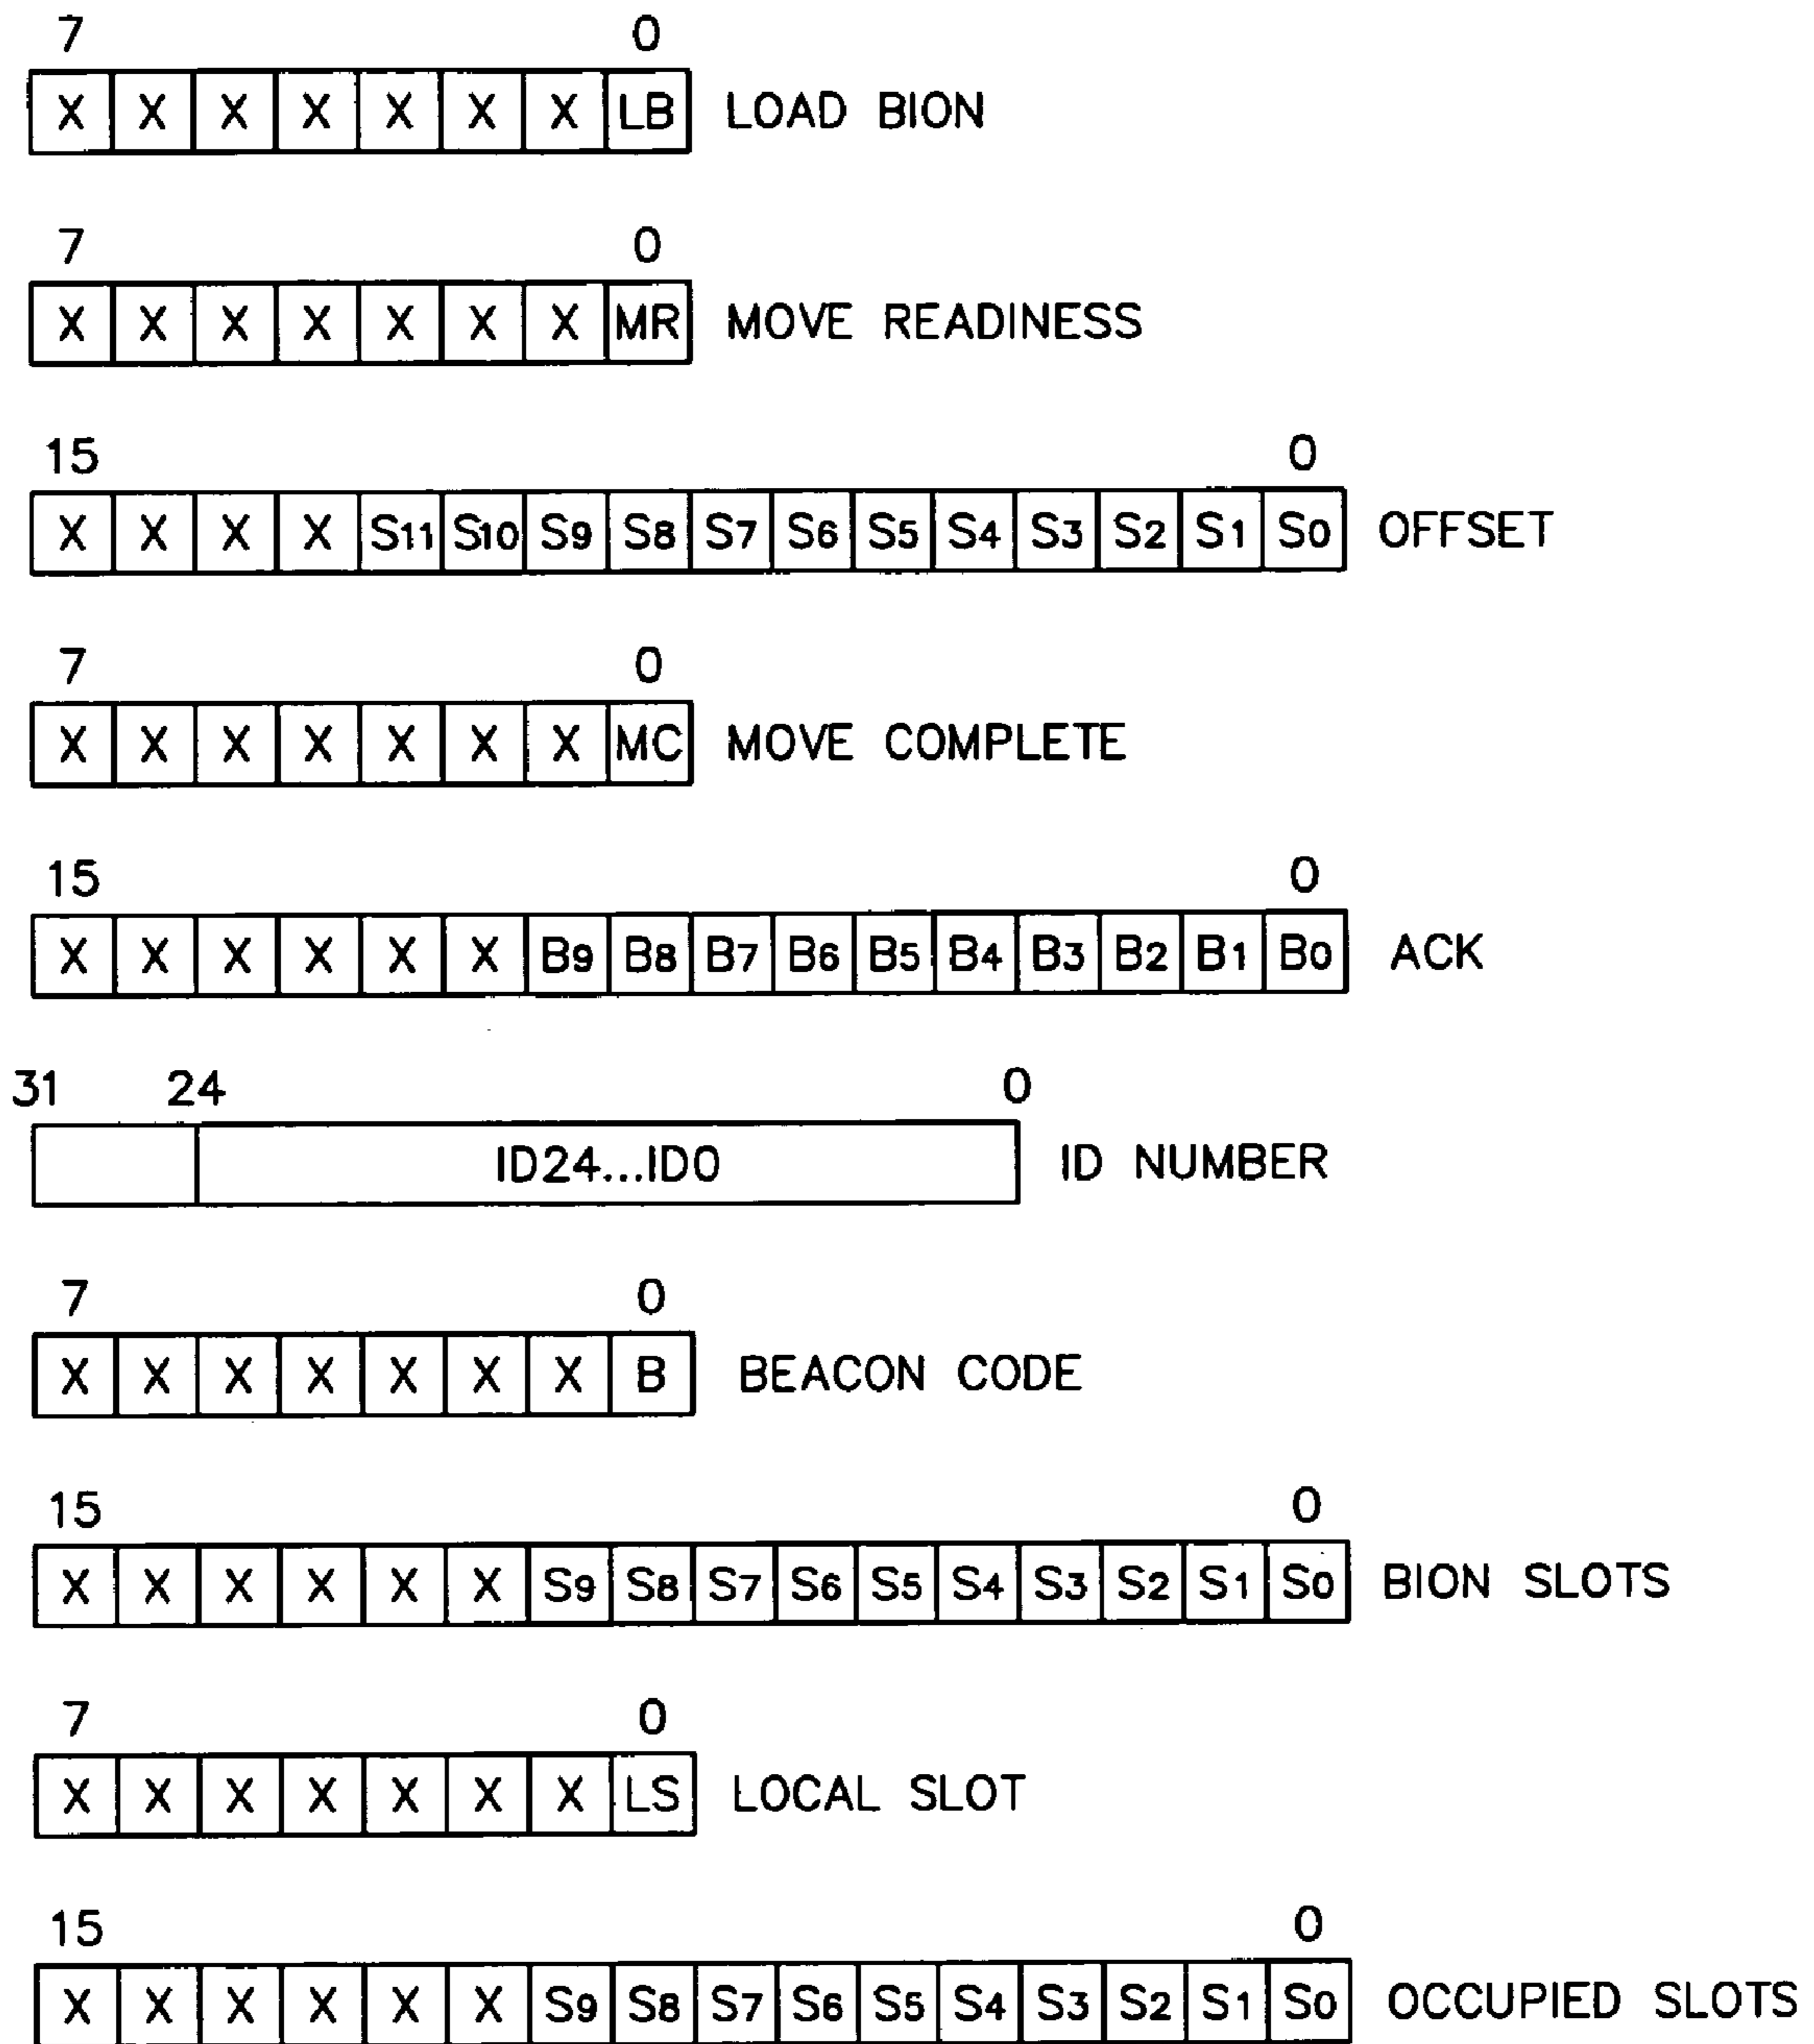 7 0
X X X X X X X LB LOAD BION
7 0
X X X X X X X MR MOVE READINESS
15 0
X X X X S11 S10 S9 S8 S7 S6 S5 S4 S3 S2 S1 S0 OFFSET
7 0
X X X X X X X MC MOVE COMPLETE
15 0
X X X X X X B9 B8 B7 B6 B5 B4 B3 B2 B1 B0 ACK
31 24 0
ID24...ID0 ID NUMBER
7 0
X X X X X X X B BEACON CODE
15 0
X X X X X X S9 S8 S7 S6 S5 S4 S3 S2 S1 S0 BION SLOTS
7 0
X X X X X X X LS LOCAL SLOT
15 0
X X X X X X S9 S8 S7 S6 S5 S4 S3 S2 S1 S0 OCCUPIED SLOTS